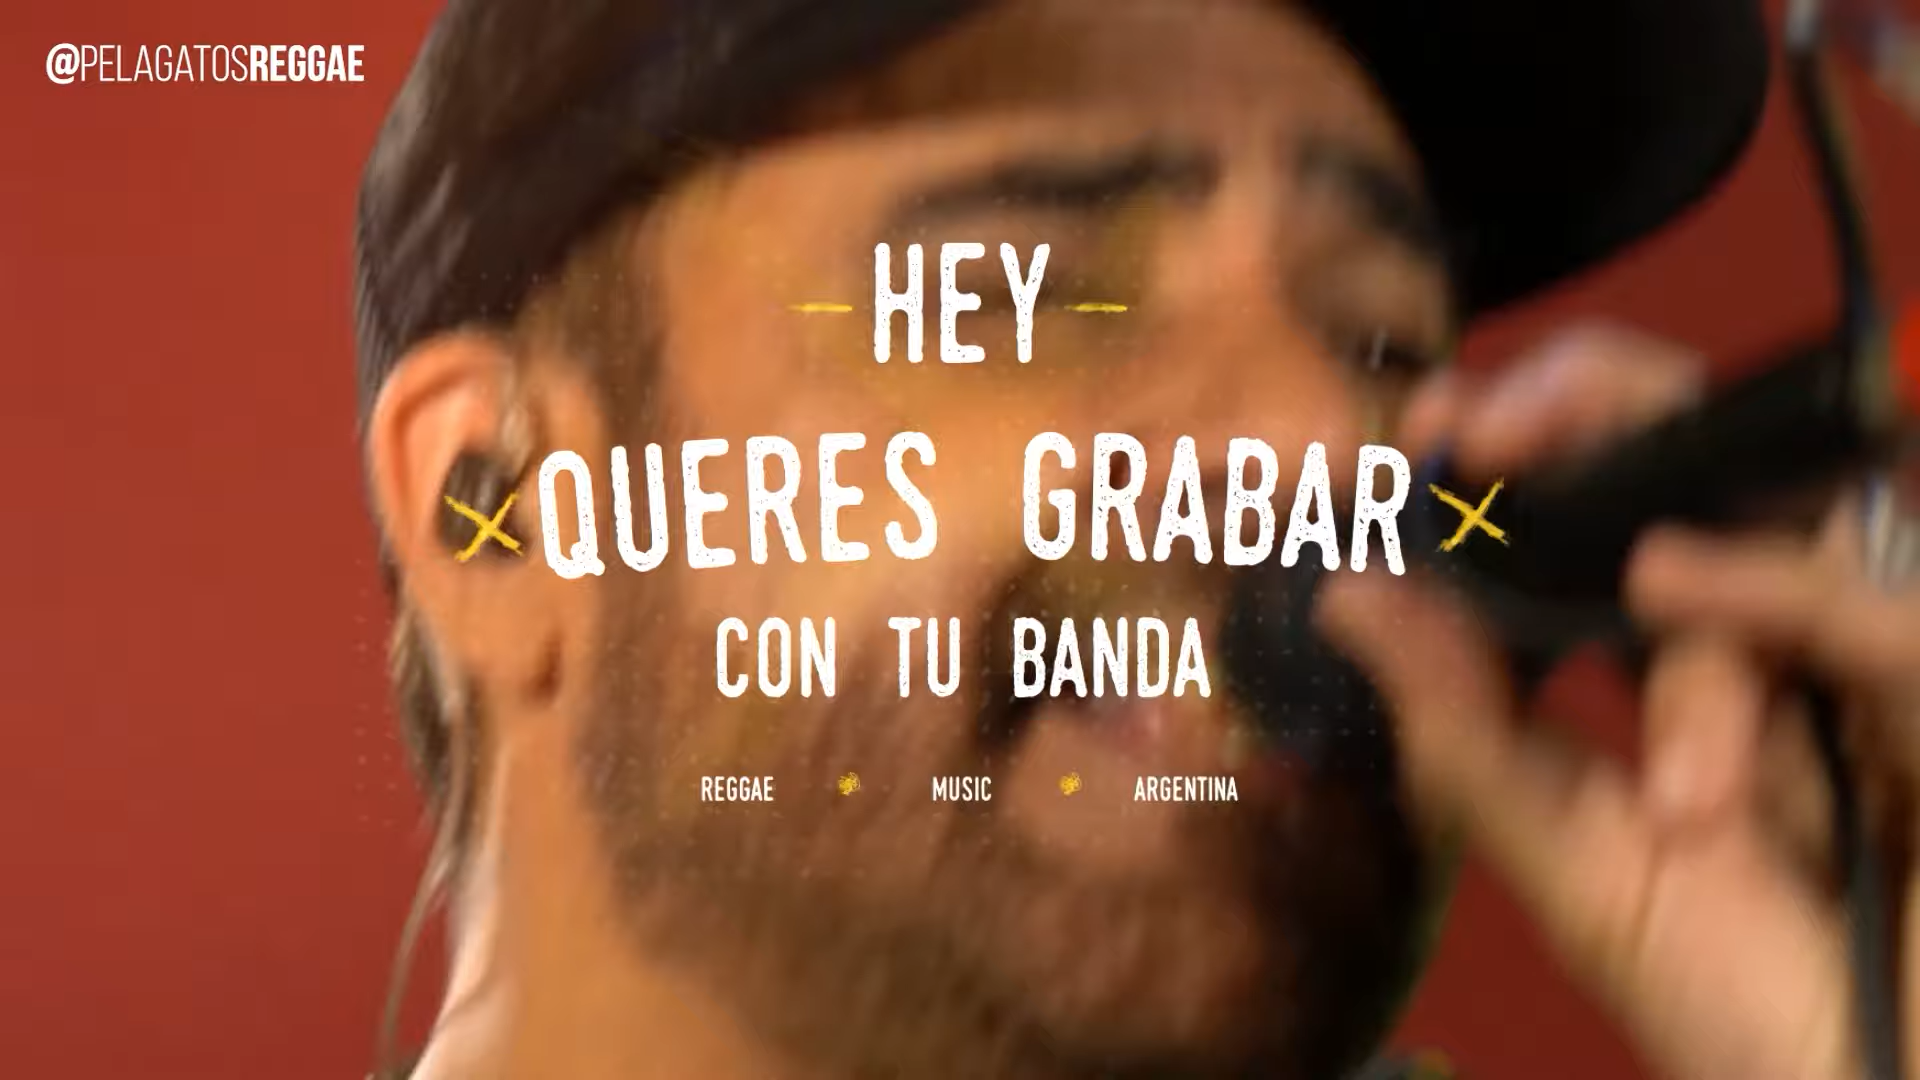 @PELAGATOSREGGAE
HEY
QUERES GRABAR
CON TU BANDA
REGGAE MUSIC ARGENTINA